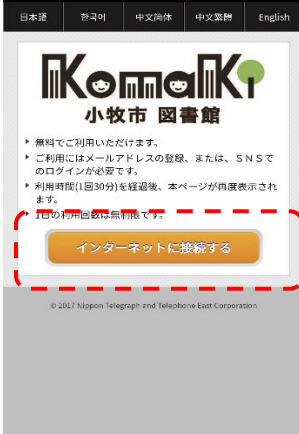 日本語 한국어 中文简体 中文繁體 English
Komaki
小牧市 図書館
無料でご利用いただけます。
ご利用にはメールアドレスの登録、または、ＳＮＳで
のログインが必要です。
利用時間(1回30分)を経過後、本ページが再度表示され
ます。
1日の利用回数は無制限です。
インターネットに接続する
© 2017 Nippon Telegraph and Telephone East Corporation